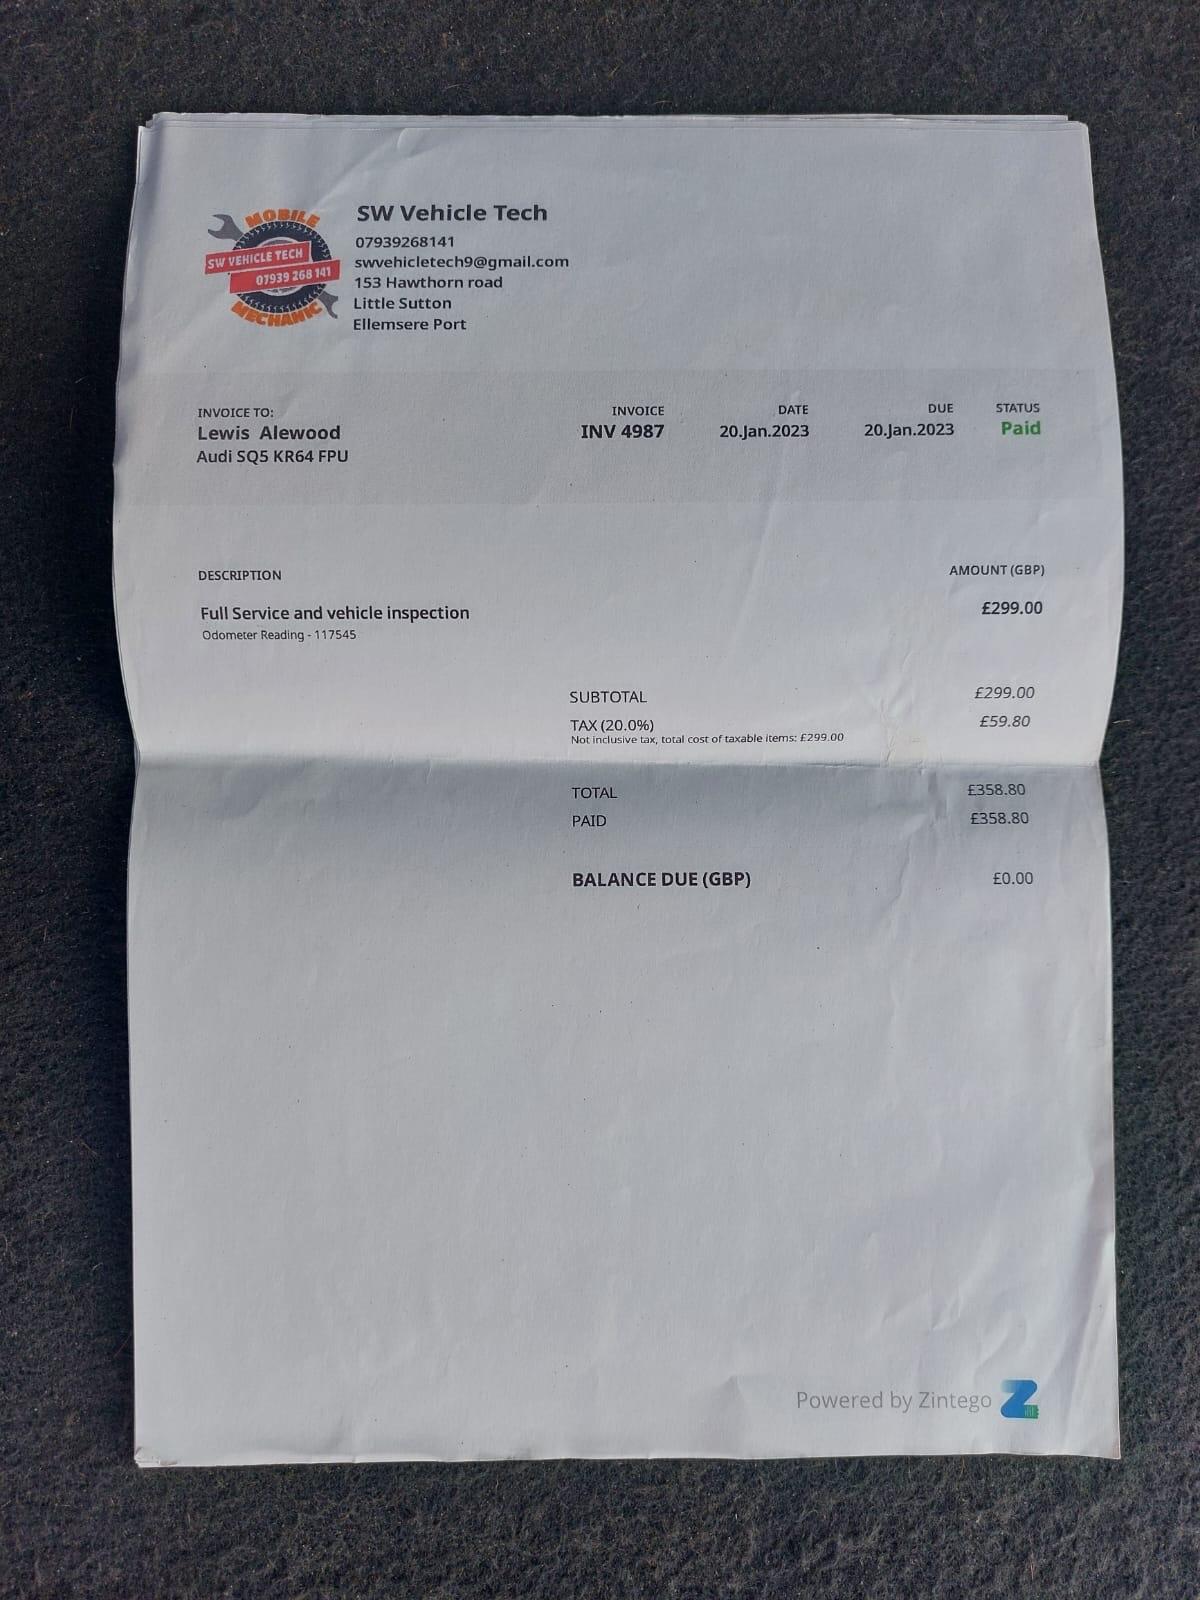 MOBILE
SW VEHICLE TECH
07939 268 141
MECHANIC
SW Vehicle Tech
07939268141
swvehicletech9@gmail.com
153 Hawthorn road
Little Sutton
Ellemsere Port
INVOICE TO:
Lewis Alewood
Audi SQ5 KR64 FPU
INVOICE
INV 4987
DATE
20.Jan.2023
DUE
20.Jan.2023
STATUS
Paid
DESCRIPTION AMOUNT (GBP)
Full Service and vehicle inspection £299.00
Odometer Reading - 117545
SUBTOTAL £299.00
TAX (20.0%) £59.80
Not inclusive tax, total cost of taxable items: £299.00
TOTAL £358.80
PAID £358.80
BALANCE DUE (GBP) £0.00
Powered by Zintego